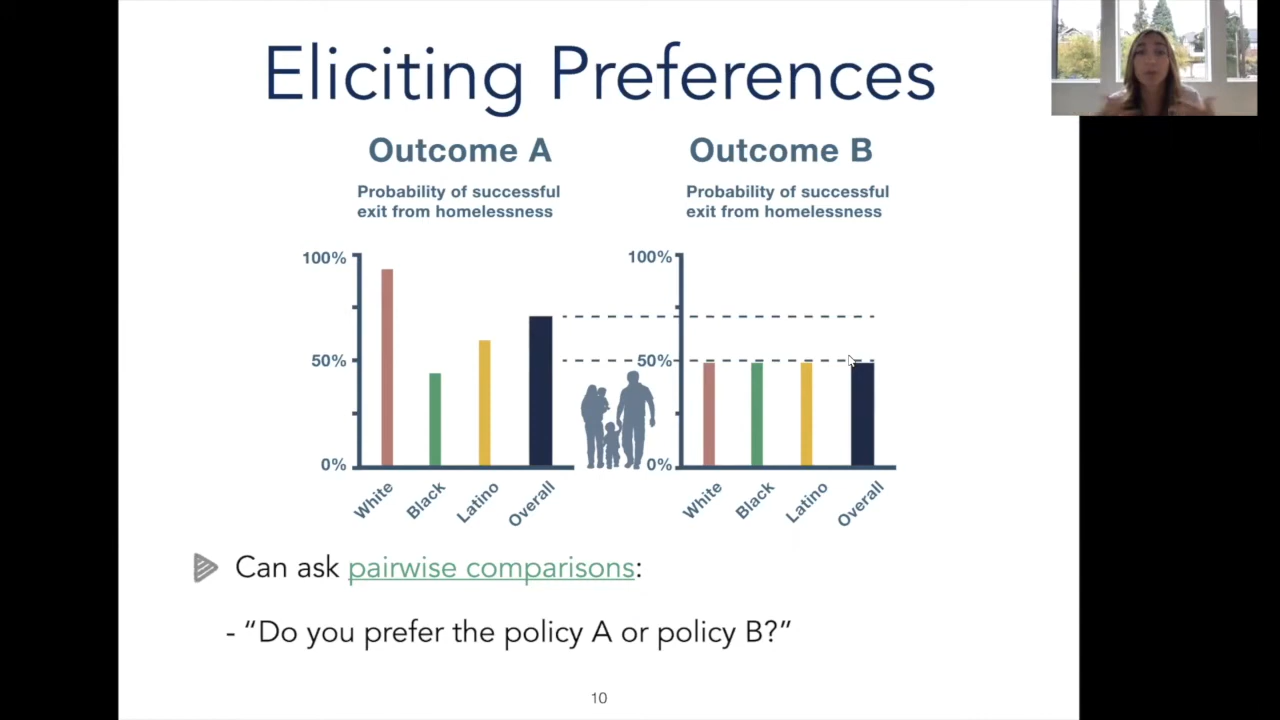 Eliciting Preferences
Outcome A
Probability of successful
exit from homelessness
100%
50%
0%
White
Black
Latino
Overall
Outcome B
Probability of successful
exit from homelessness
100%
50%
0%
White
Black
Latino
Overall
Can ask pairwise comparisons:
- “Do you prefer the policy A or policy B?”
10